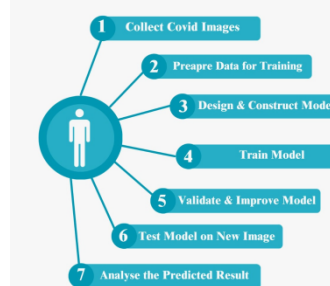 1 Collect Covid Images
2 Preapre Data for Training
3 Design & Construct Mode
4 Train Model
5 Validate & Improve Model
6 Test Model on New Image
7 Analyse the Predicted Result